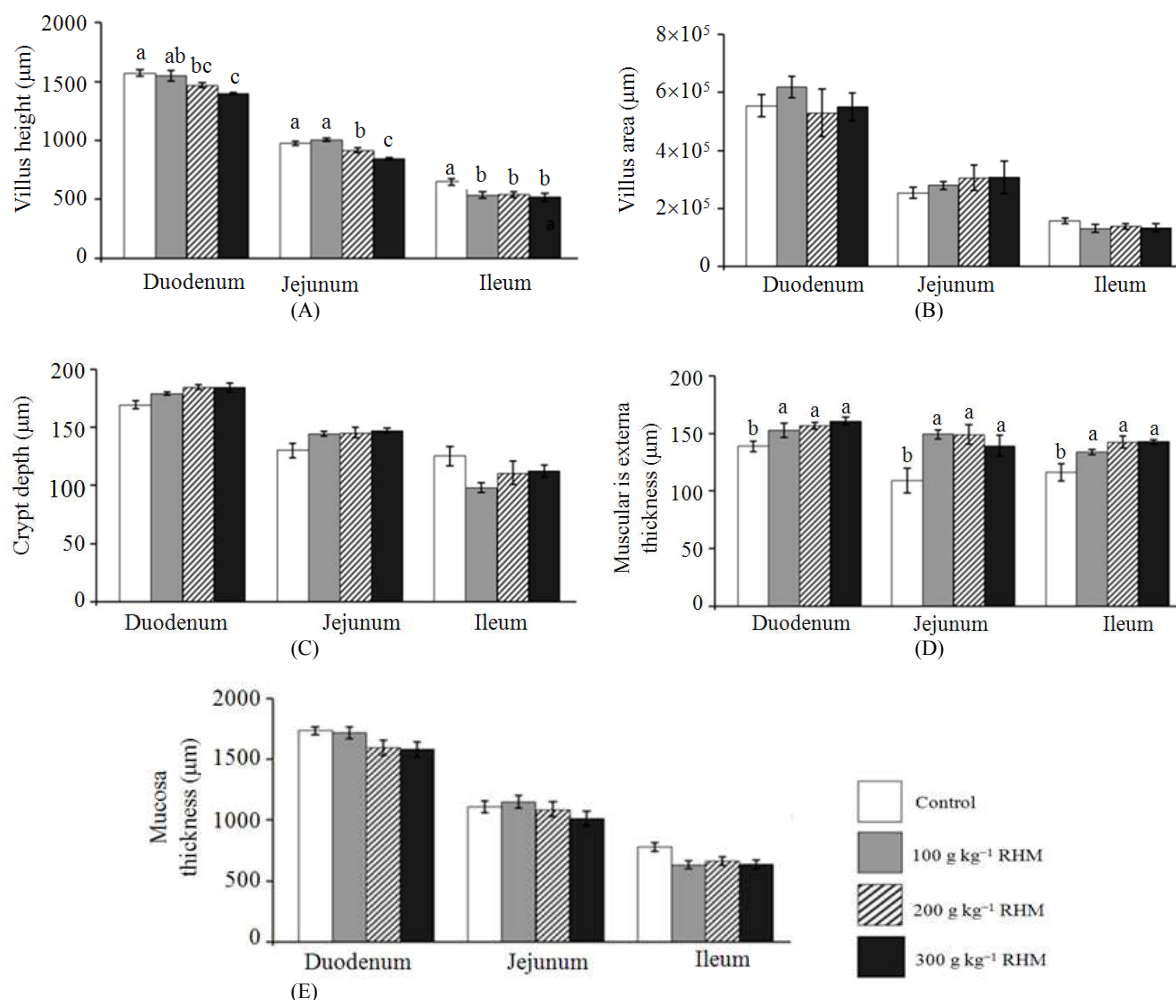 2000
1500
1000
500
0
Villus height (µm)
a ab bc c
a a b c
a b b b
a
Duodenum Jejunum Ileum
(A)
8×10⁵
6×10⁵
4×10⁵
2×10⁵
0
Villus area (µm)
Duodenum Jejunum Ileum
(B)
200
150
100
50
0
Crypt depth (µm)
Duodenum Jejunum Ileum
(C)
200
150
100
50
0
Muscular is externa
thickness (µm)
b a a a
b a a a
b a a a
Duodenum Jejunum Ileum
(D)
2000
1500
1000
500
0
Mucosa
thickness (µm)
Duodenum Jejunum Ileum
(E)
Control
100 g kg⁻¹ RHM
200 g kg⁻¹ RHM
300 g kg⁻¹ RHM